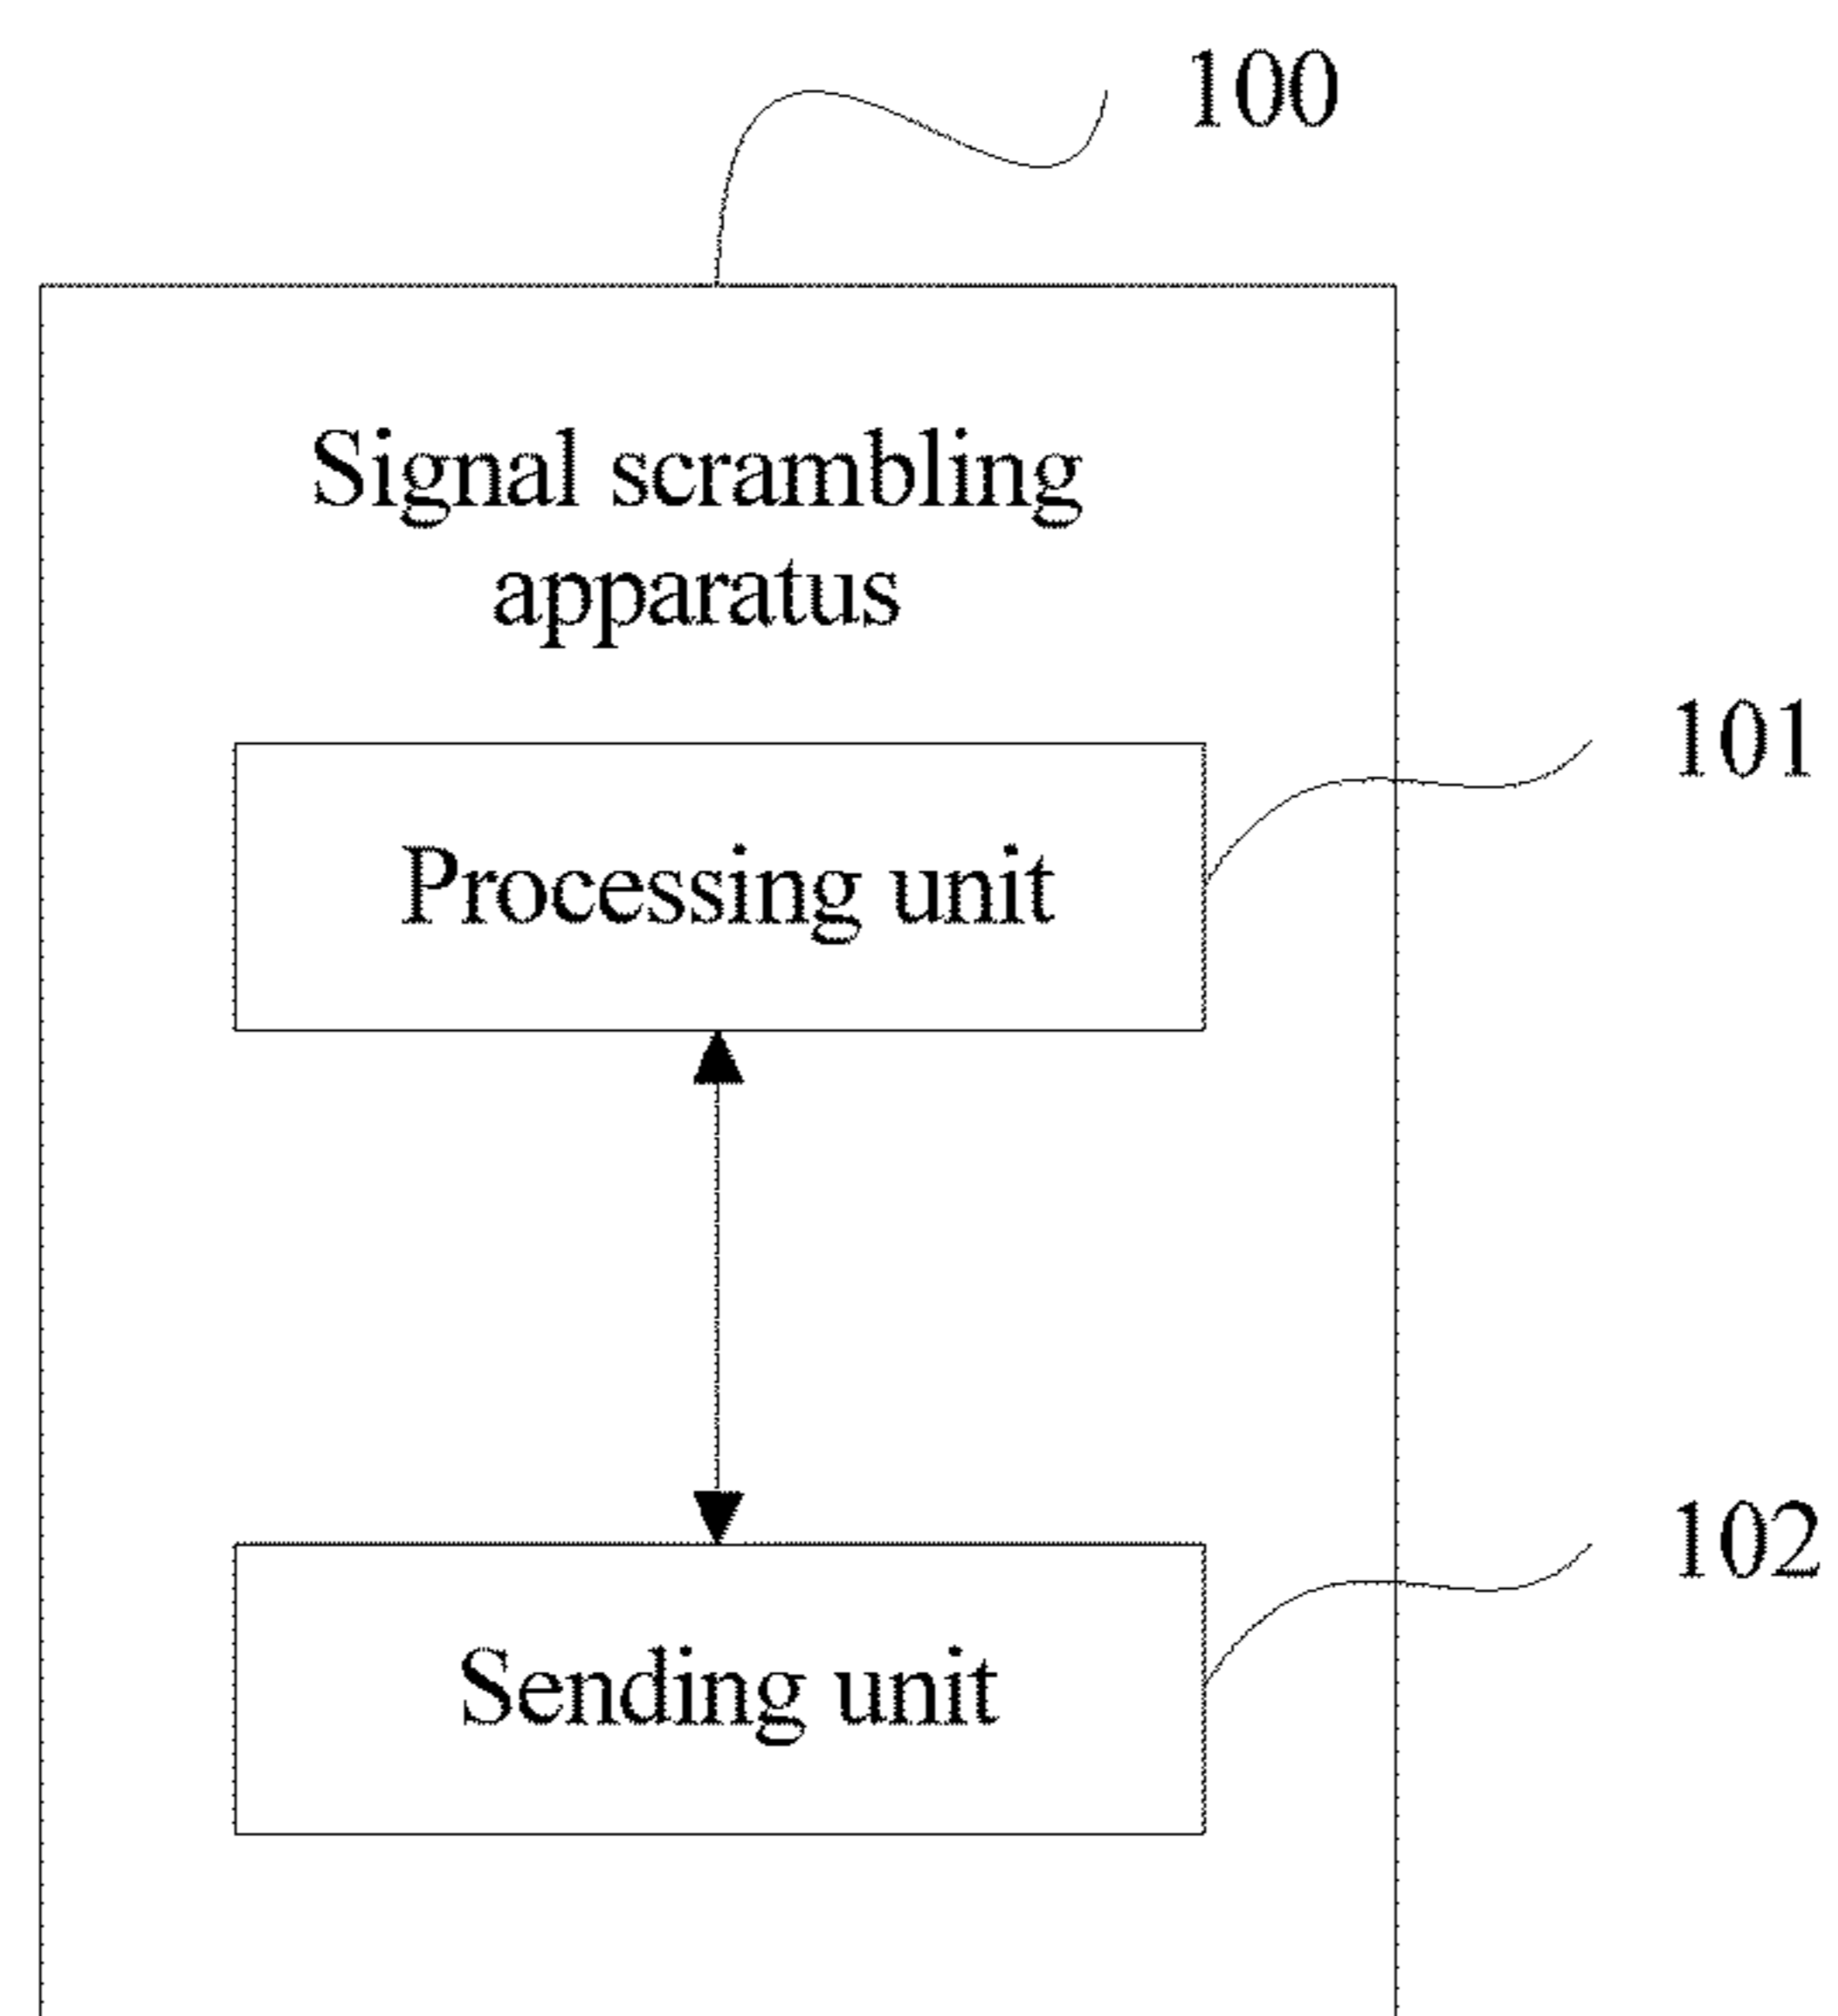 100
Signal scrambling
apparatus
101
Processing unit
102
Sending unit